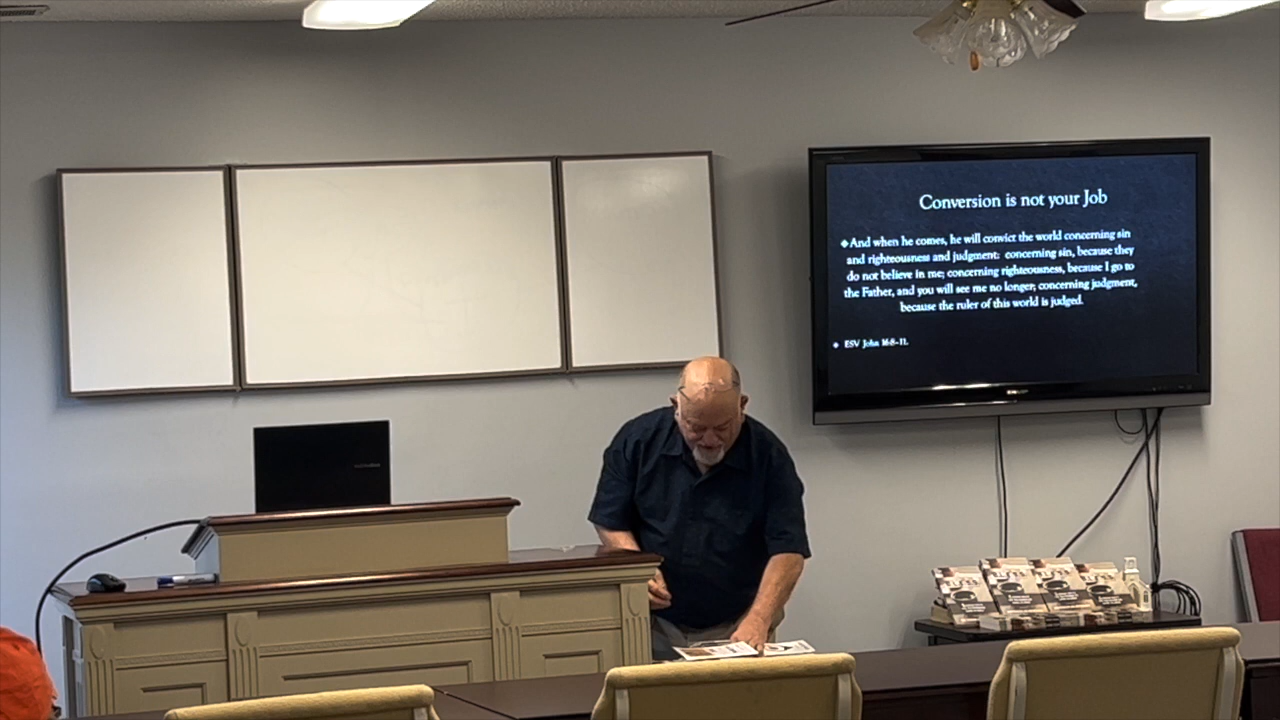 Conversion is not your Job
❖And when he comes, he will convict the world concerning sin
and righteousness and judgment: concerning sin, because they
do not believe in me; concerning righteousness, because I go to
the Father, and you will see me no longer; concerning judgment,
because the ruler of this world is judged.
❖ ESV John 16:8-11.